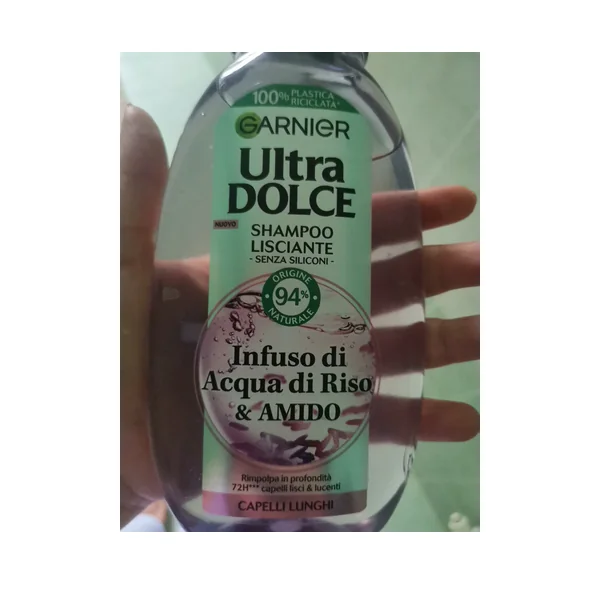 100% PLASTICA
RICICLATA*
GARNIER
Ultra
DOLCE
NUOVO
SHAMPOO
LISCIANTE
- SENZA SILICONI -
ORIGINE
94%
NATURALE
Infuso di
Acqua di Riso
& AMIDO
Rimpolpa in profondità
72H*** capelli lisci & lucenti
CAPELLI LUNGHI